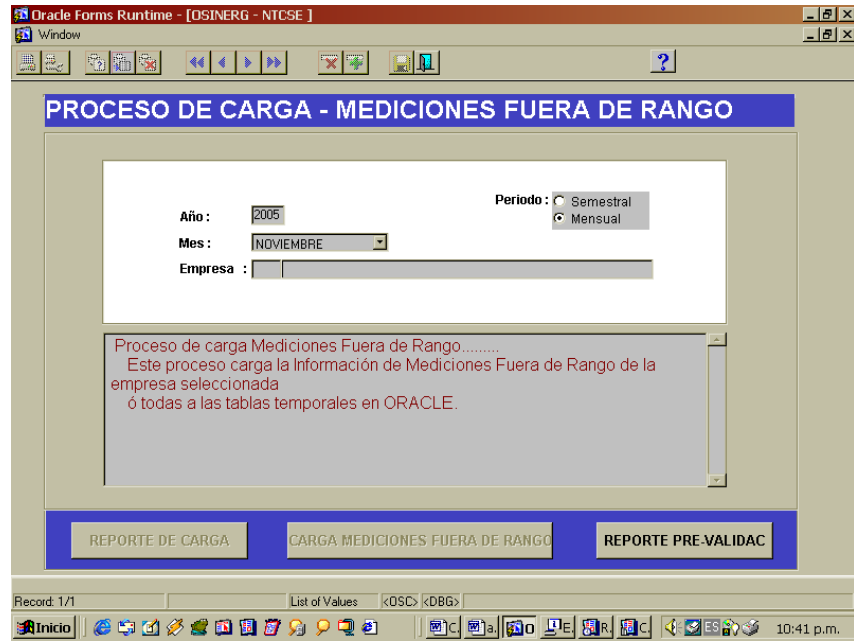 Oracle Forms Runtime - [OSINERG - NTCSE ]
Window
?
PROCESO DE CARGA - MEDICIONES FUERA DE RANGO
Periodo : Semestral
Año : 2005
Mensual
Mes : NOVIEMBRE
Empresa :
Proceso de carga Mediciones Fuera de Rango.........
Este proceso carga la Información de Mediciones Fuera de Rango de la
empresa seleccionada
ó todas a las tablas temporales en ORACLE.
REPORTE DE CARGA CARGA MEDICIONES FUERA DE RANGO REPORTE PRE-VALIDAC
Record: 1/1 List of Values <OSC> <DBG>
Inicio C. a. O E. R. C. ES 10:41 p.m.